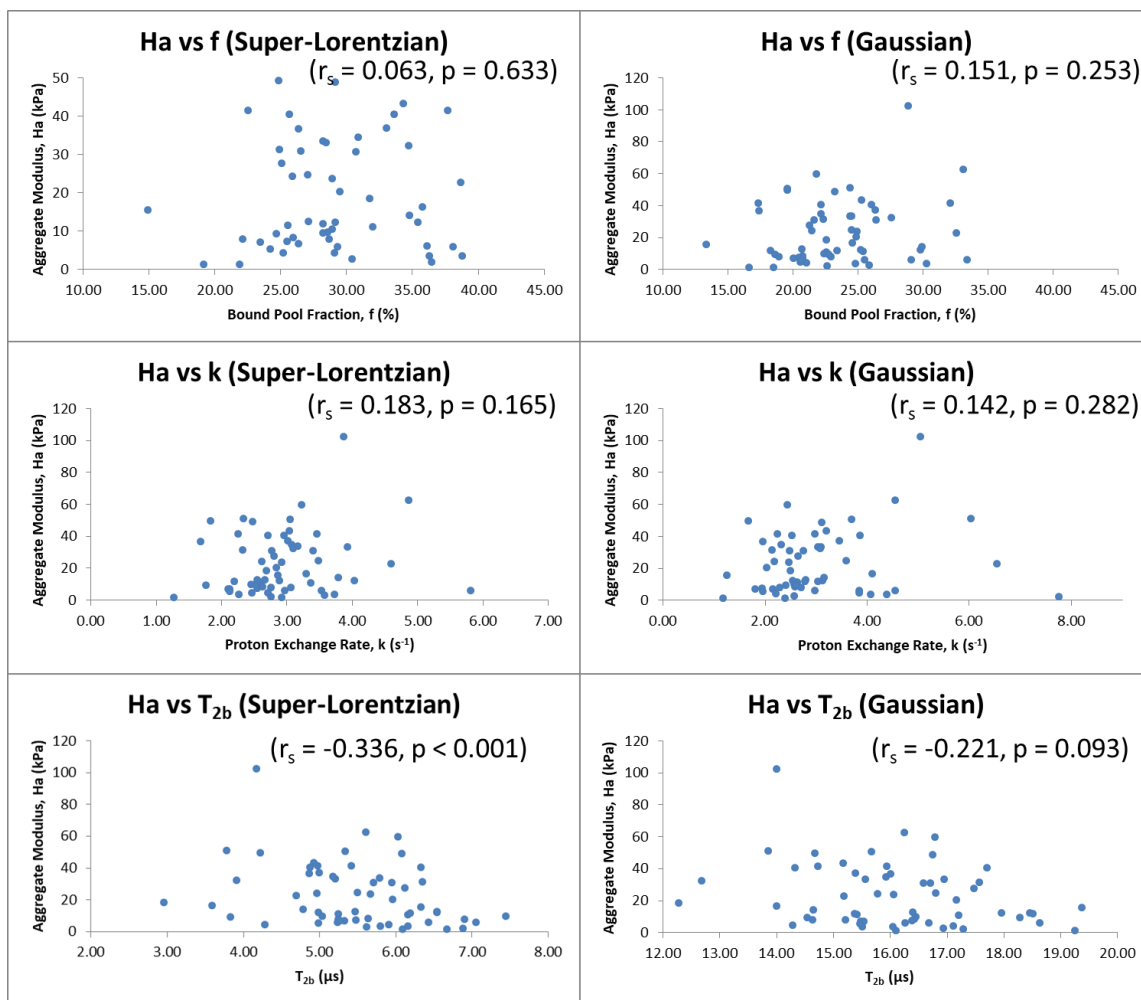 Ha vs f (Super-Lorentzian)
(rₛ = 0.063, p = 0.633)
Aggregate Modulus, Ha (kPa)
50
40
30
20
10
0
10.00 15.00 20.00 25.00 30.00 35.00 40.00 45.00
Bound Pool Fraction, f (%)
Ha vs f (Gaussian)
(rₛ = 0.151, p = 0.253)
Aggregate Modulus, Ha (kPa)
120
100
80
60
40
20
0
10.00 15.00 20.00 25.00 30.00 35.00 40.00 45.00
Bound Pool Fraction, f (%)
Ha vs k (Super-Lorentzian)
(rₛ = 0.183, p = 0.165)
Aggregate Modulus, Ha (kPa)
120
100
80
60
40
20
0
0.00 1.00 2.00 3.00 4.00 5.00 6.00 7.00
Proton Exchange Rate, k (s⁻¹)
Ha vs k (Gaussian)
(rₛ = 0.142, p = 0.282)
Aggregate Modulus, Ha (kPa)
120
100
80
60
40
20
0
0.00 2.00 4.00 6.00 8.00
Proton Exchange Rate, k (s⁻¹)
Ha vs T₂b (Super-Lorentzian)
(rₛ = -0.336, p < 0.001)
Aggregate Modulus, Ha (kPa)
120
100
80
60
40
20
0
2.00 3.00 4.00 5.00 6.00 7.00 8.00
T₂b (µs)
Ha vs T₂b (Gaussian)
(rₛ = -0.221, p = 0.093)
Aggregate Modulus, Ha (kPa)
120
100
80
60
40
20
0
12.00 13.00 14.00 15.00 16.00 17.00 18.00 19.00 20.00
T₂b (µs)